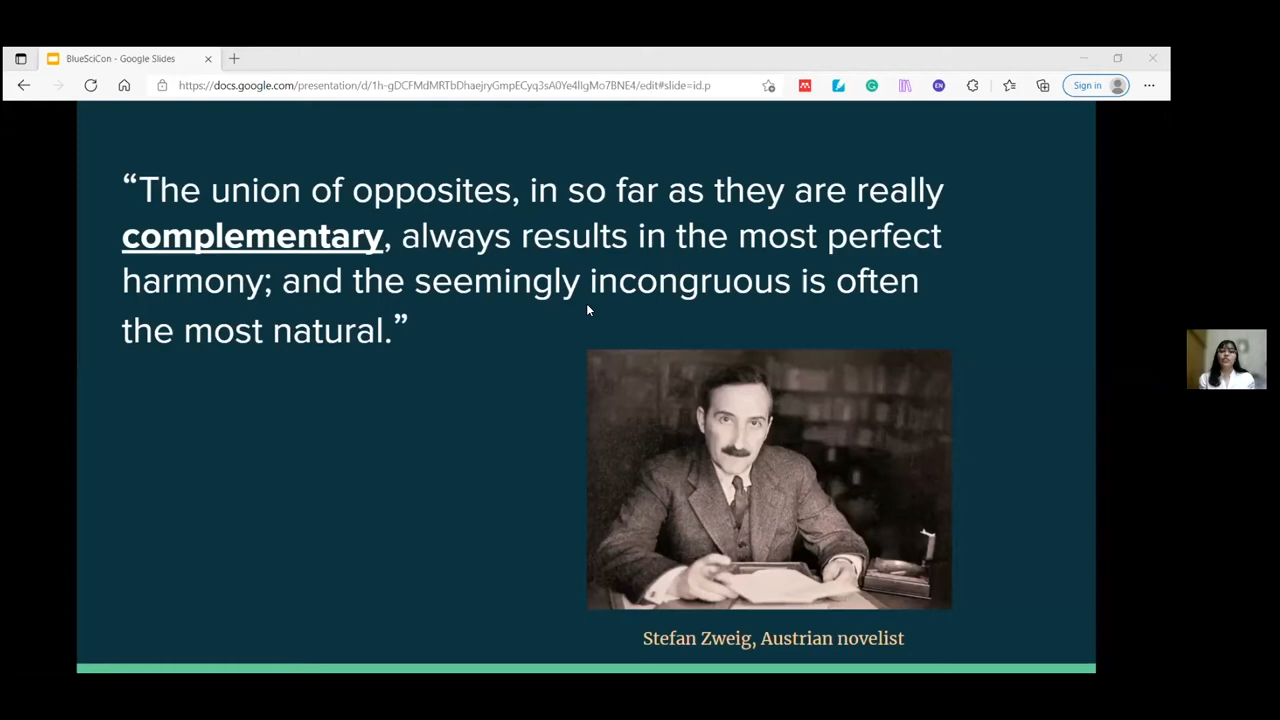 BlueSciCon - Google Slides
https://docs.google.com/presentation/d/1h-gDCFMdMRTbDhaejryGmpECyq3sA0Ye4lIgMo7BNE4/edit#slide=id.p
EN
Sign in
“The union of opposites, in so far as they are really
complementary, always results in the most perfect
harmony; and the seemingly incongruous is often
the most natural.”
Stefan Zweig, Austrian novelist